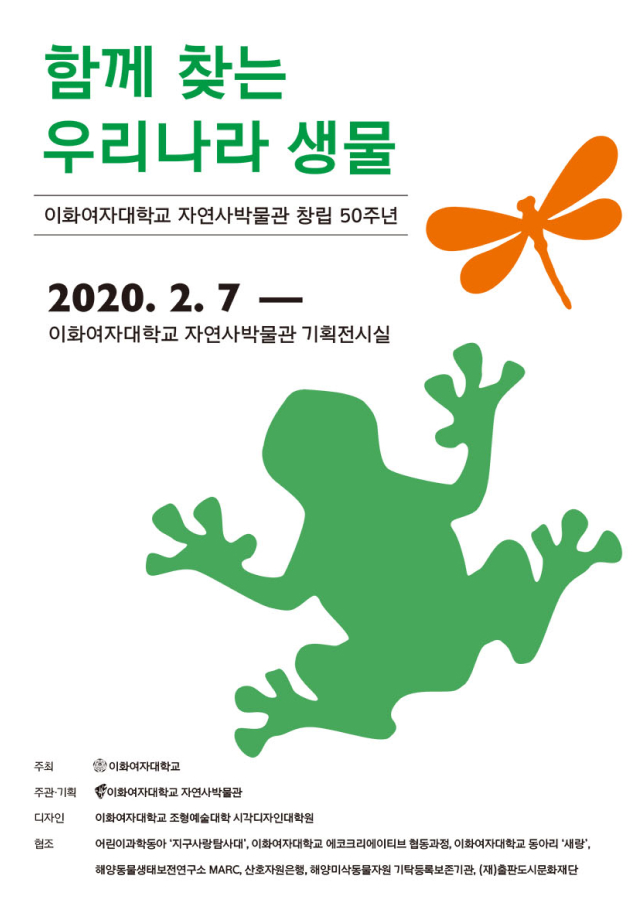 함께 찾는
우리나라 생물
이화여자대학교 자연사박물관 창립 50주년
2020. 2. 7 —
이화여자대학교 자연사박물관 기획전시실
주최 이화여자대학교
주관·기획 이화여자대학교 자연사박물관
디자인 이화여자대학교 조형예술대학 시각디자인대학원
협조 어린이과학동아 ‘지구사랑탐사대’, 이화여자대학교 에코크리에이티브 협동과정, 이화여자대학교 동아리 ‘새랑’,
해양동물생태보전연구소 MARC, 산호자원은행, 해양미삭동물자원 기탁등록보존기관, (재)출판도시문화재단